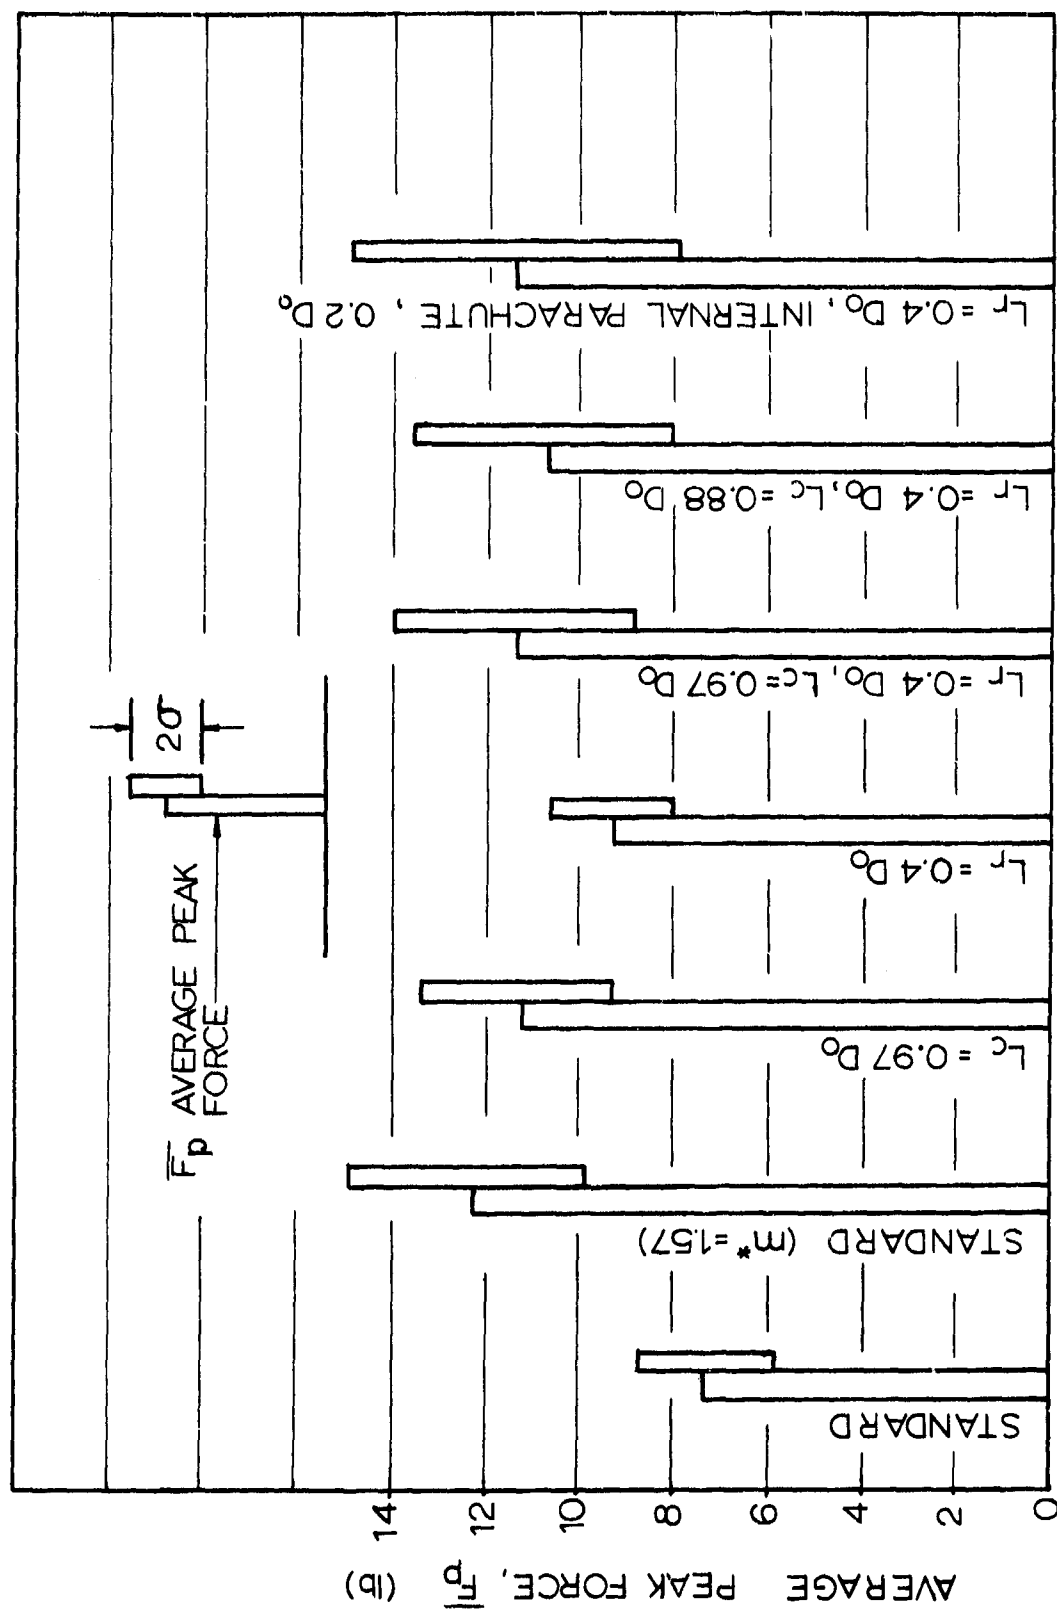 AVERAGE PEAK FORCE, F̅p (lb)
14
12
10
8
6
4
2
0
F̅p AVERAGE PEAK
FORCE
2σ
STANDARD
STANDARD (m*=1.57)
Lc = 0.97 Do
Lr = 0.4 Do
Lr = 0.4 Do, Lc = 0.97 Do
Lr = 0.4 Do, Lc = 0.88 Do
Lr = 0.4 Do, INTERNAL PARACHUTE, 0.2 Do